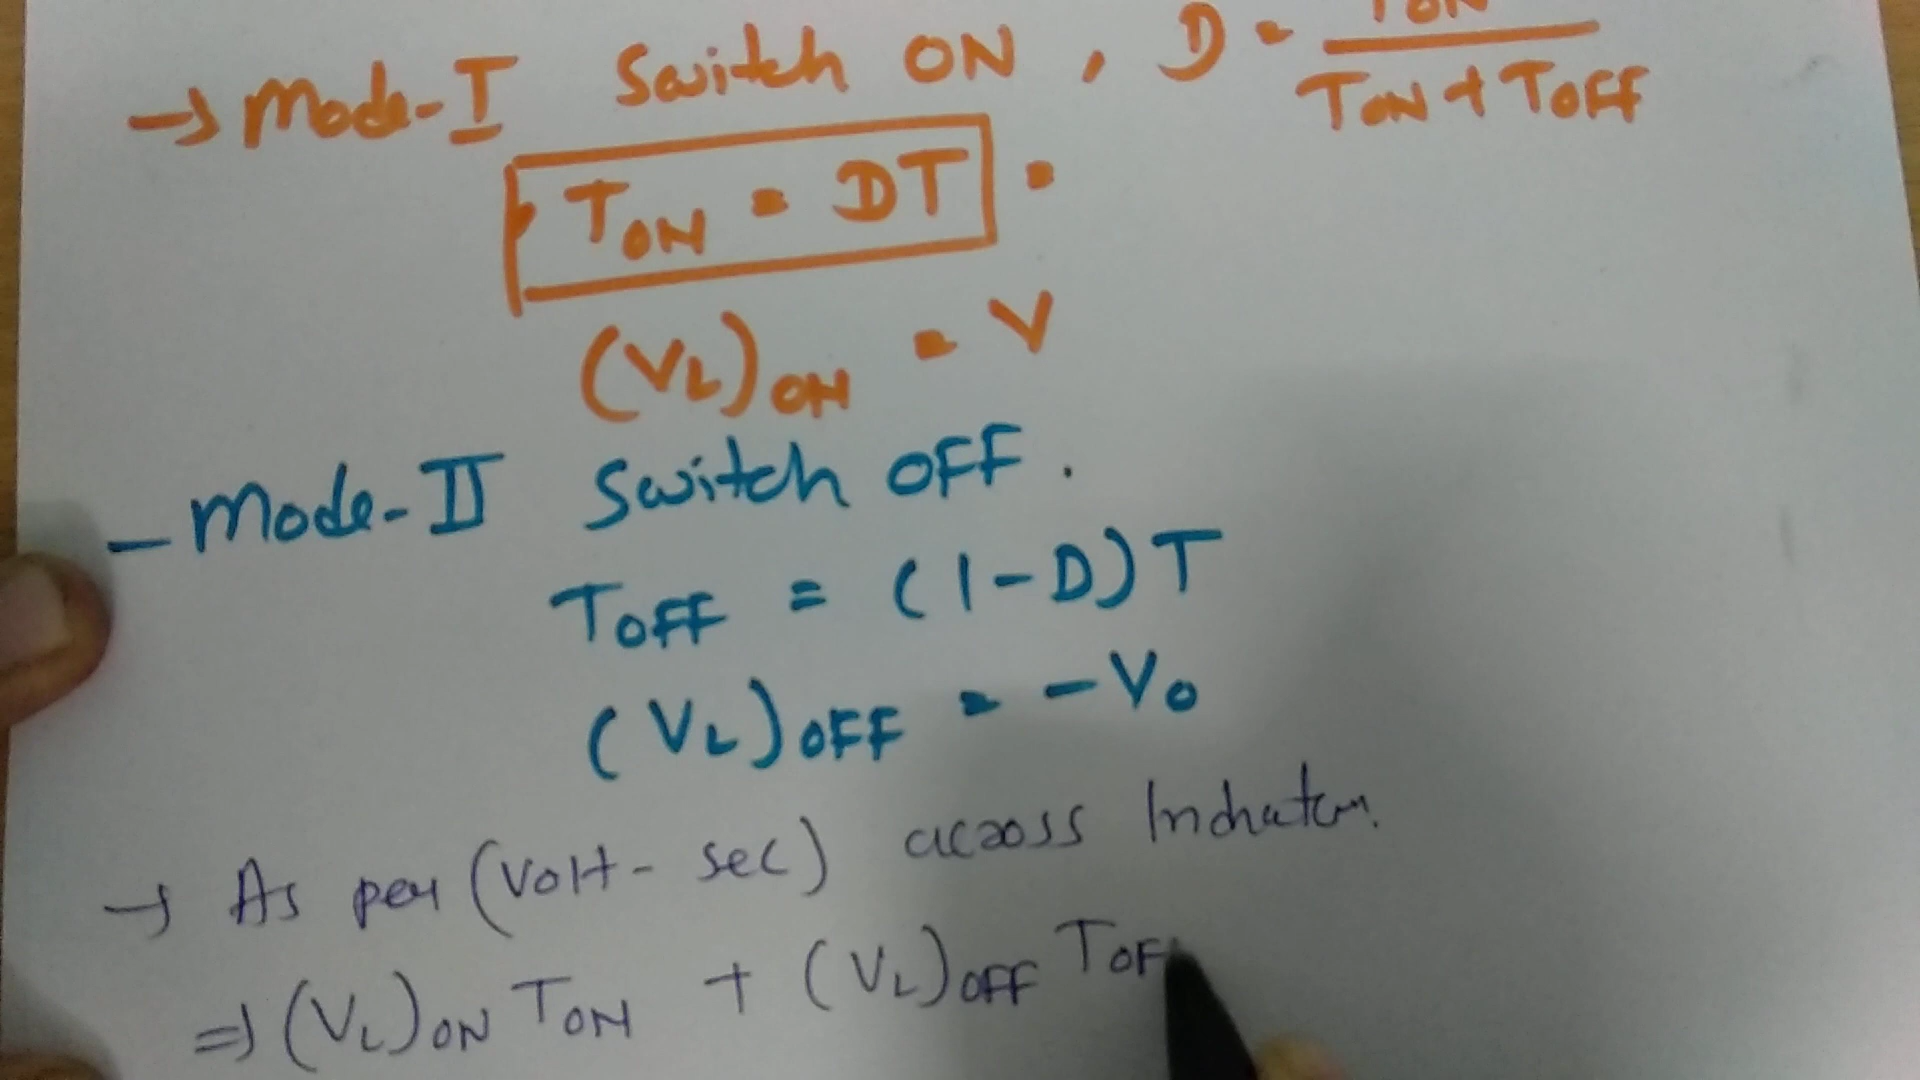 → Mode-I Switch ON , D = TON / TON + TOFF
TON = DT .
(VL)ON = V
- Mode-II Switch OFF .
TOFF = (1-D)T
(VL)OFF = -Vo
→ As per (Volt-sec) across
⇒ (VL)ON TON + (VL)OFF TOF